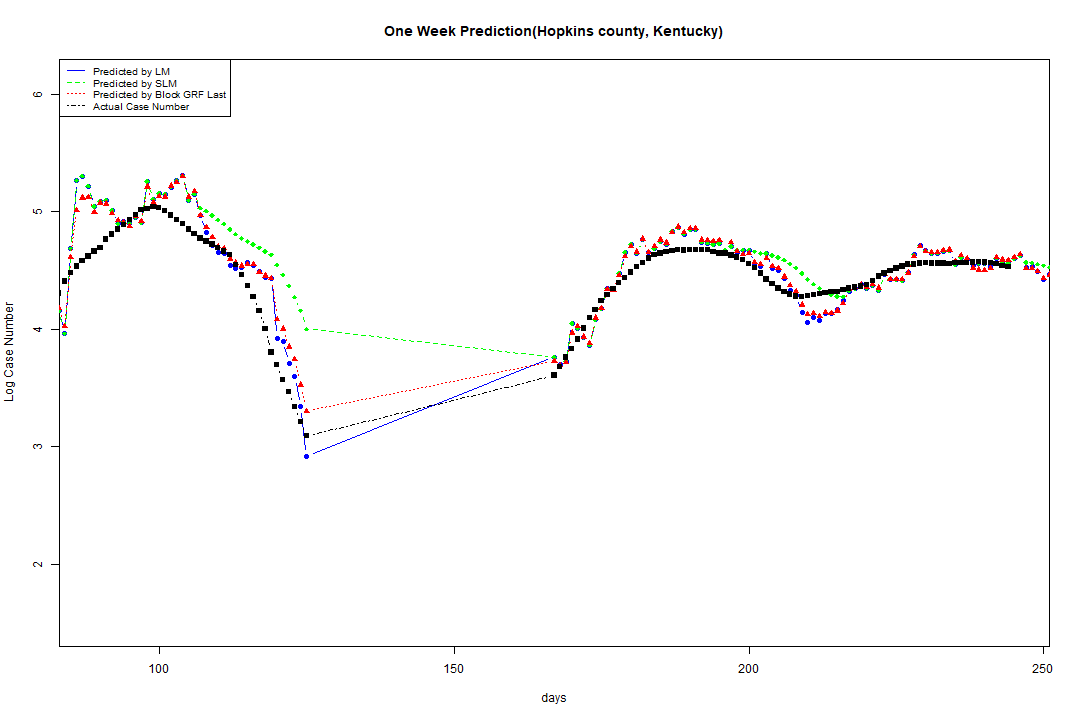 One Week Prediction(Hopkins county, Kentucky)
Predicted by LM
Predicted by SLM
Predicted by Block GRF Last
Actual Case Number
6
5
4
3
2
Log Case Number
100
150
200
250
days